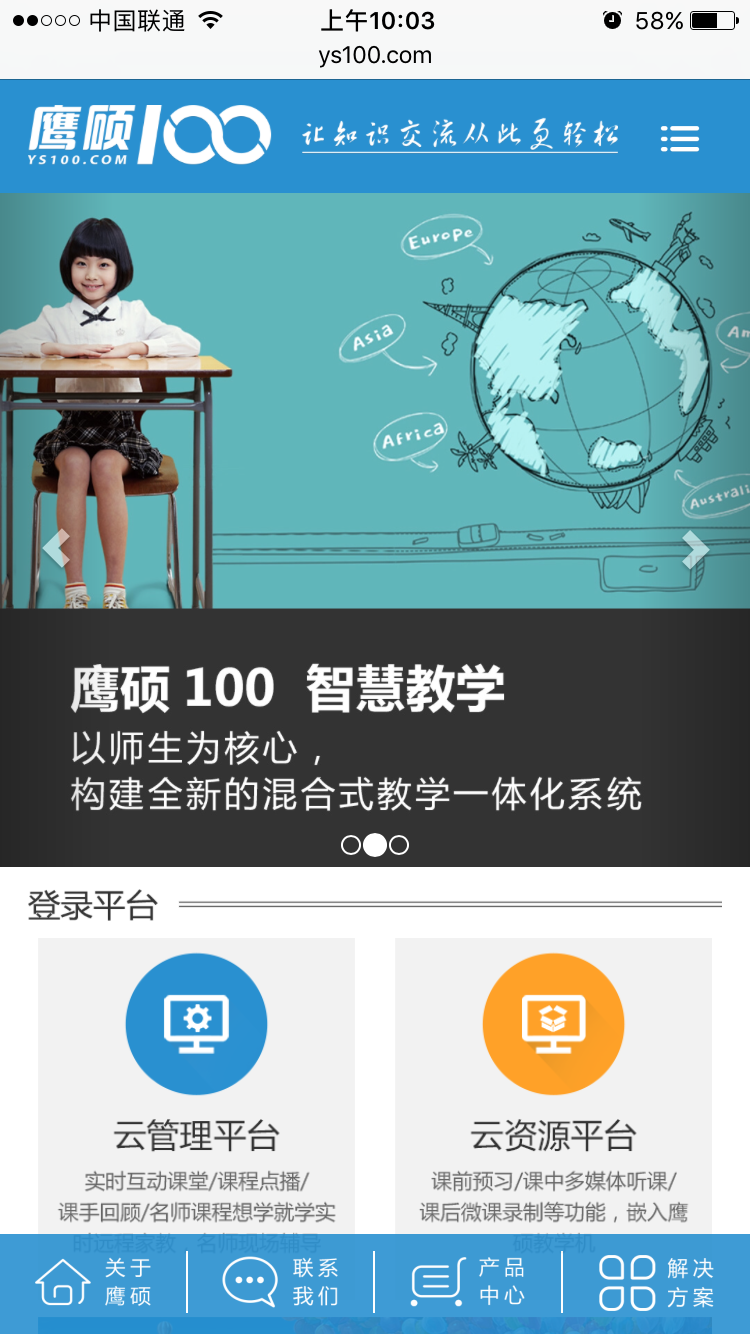 中国联通
上午10:03
58%
ys100.com
鹰硕100
YS100.COM
让知识交流从此更轻松
Europe
Asia
Am
Africa
Australi
鹰硕 100 智慧教学
以师生为核心，
构建全新的混合式教学一体化系统
登录平台
云管理平台
实时互动课堂/课程点播/
课手回顾/名师课程想学就学实
时远程家教 名师现场辅导
云资源平台
课前预习/课中多媒体听课/
课后微课录制等功能，嵌入鹰
硕教学机
关于
鹰硕
联系
我们
产品
中心
解决
方案